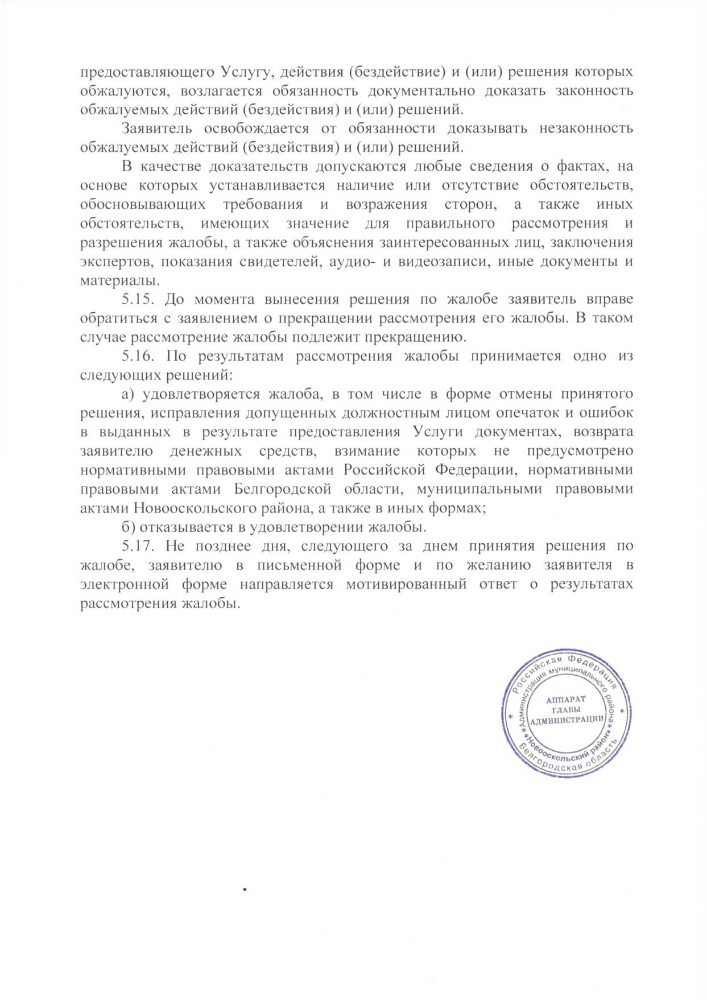 предоставляющего Услугу, действия (бездействие) и (или) решения которых
обжалуются, возлагается обязанность документально доказать законность
обжалуемых действий (бездействия) и (или) решений.
Заявитель освобождается от обязанности доказывать незаконность
обжалуемых действий (бездействия) и (или) решений.
В качестве доказательств допускаются любые сведения о фактах, на
основе которых устанавливается наличие или отсутствие обстоятельств,
обосновывающих требования и возражения сторон, а также иных
обстоятельств, имеющих значение для правильного рассмотрения и
разрешения жалобы, а также объяснения заинтересованных лиц, заключения
экспертов, показания свидетелей, аудио- и видеозаписи, иные документы и
материалы.
5.15. До момента вынесения решения по жалобе заявитель вправе
обратиться с заявлением о прекращении рассмотрения его жалобы. В таком
случае рассмотрение жалобы подлежит прекращению.
5.16. По результатам рассмотрения жалобы принимается одно из
следующих решений:
а) удовлетворяется жалоба, в том числе в форме отмены принятого
решения, исправления допущенных должностным лицом опечаток и ошибок
в выданных в результате предоставления Услуги документах, возврата
заявителю денежных средств, взимание которых не предусмотрено
нормативными правовыми актами Российской Федерации, нормативными
правовыми актами Белгородской области, муниципальными правовыми
актами Новооскольского района, а также в иных формах;
б) отказывается в удовлетворении жалобы.
5.17. Не позднее дня, следующего за днем принятия решения по
жалобе, заявителю в письменной форме и по желанию заявителя в
электронной форме направляется мотивированный ответ о результатах
рассмотрения жалобы.
Российская Федерация
* Белгородская область *
*Администрация муниципального района*
«Новооскольский район»
АППАРАТ
ГЛАВЫ
АДМИНИСТРАЦИИ